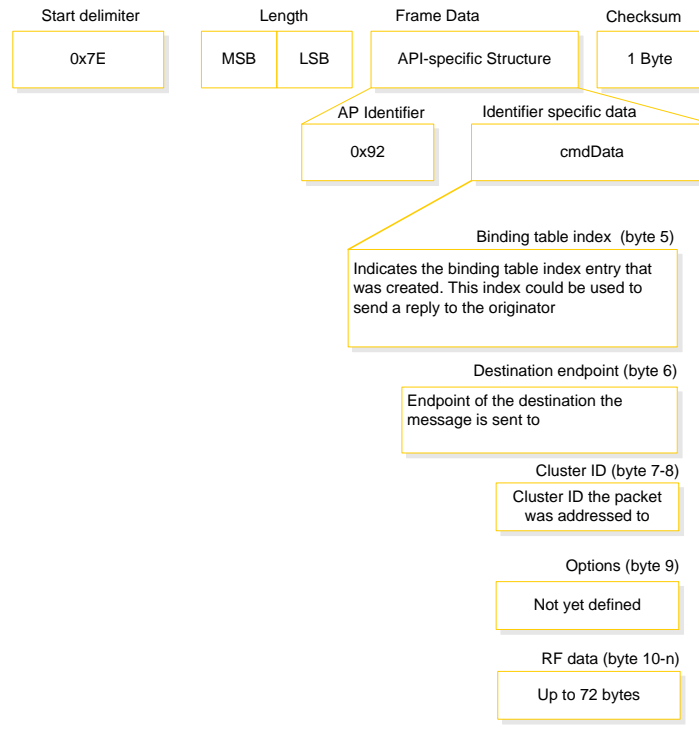 Start delimiter
Length
Frame Data
Checksum
0x7E
MSB
LSB
API-specific Structure
1 Byte
AP Identifier
Identifier specific data
0x92
cmdData
Binding table index (byte 5)
Indicates the binding table index entry that
was created. This index could be used to
send a reply to the originator
Destination endpoint (byte 6)
Endpoint of the destination the
message is sent to
Cluster ID (byte 7-8)
Cluster ID the packet
was addressed to
Options (byte 9)
Not yet defined
RF data (byte 10-n)
Up to 72 bytes